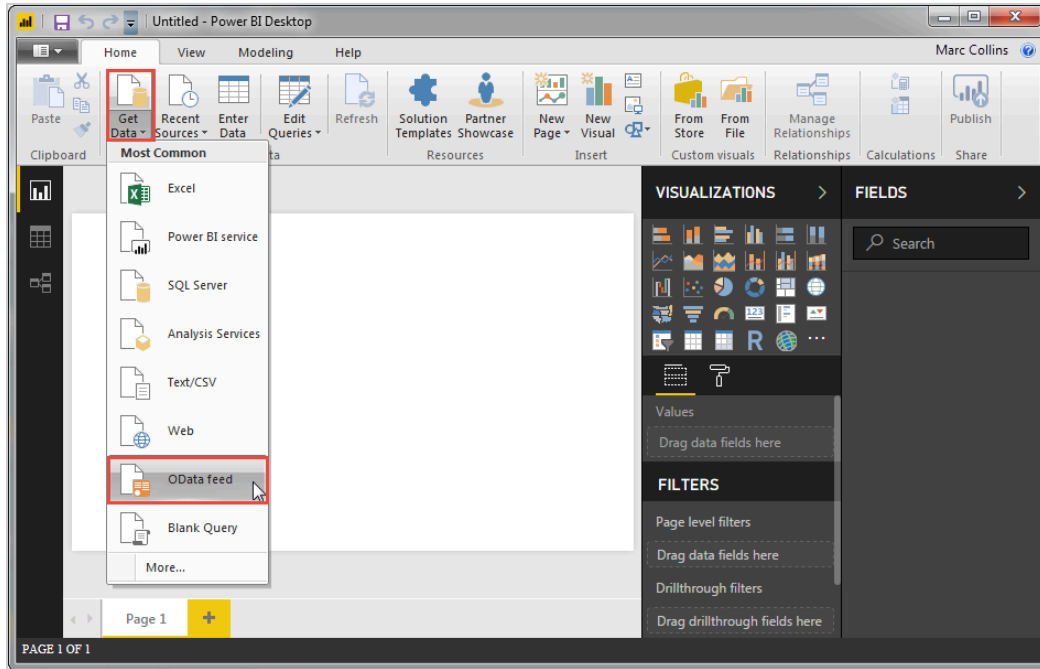 Untitled - Power BI Desktop
Home View Modeling Help Marc Collins
Paste
Get Data
Recent Sources
Enter Data
Edit Queries
Refresh
Solution Templates
Partner Showcase
New Page
New Visual
From Store
From File
Manage Relationships
Publish
Clipboard
ta
Resources
Insert
Custom visuals
Relationships
Calculations
Share
Most Common
Excel
Power BI service
SQL Server
Analysis Services
Text/CSV
Web
OData feed
Blank Query
More...
VISUALIZATIONS
123
R
Values
Drag data fields here
FILTERS
Page level filters
Drag data fields here
Drillthrough filters
Drag drillthrough fields here
FIELDS
Search
Page 1
PAGE 1 OF 1